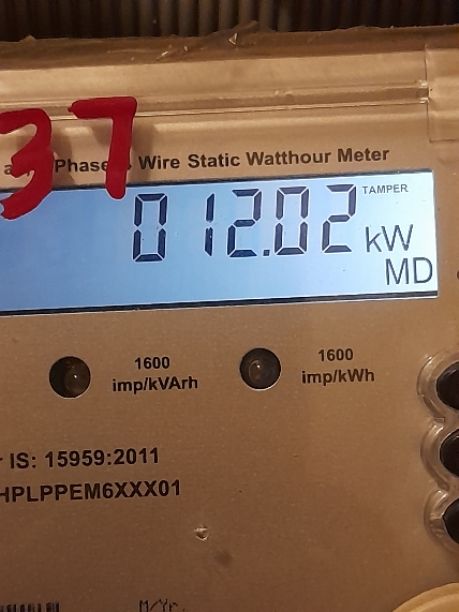 37
Phase Wire Static Watthour Meter
TAMPER
012.02 kW
MD
1600 imp/kVArh
1600 imp/kWh
IS: 15959:2011
HPLPPEM6XXX01
M/Yr.